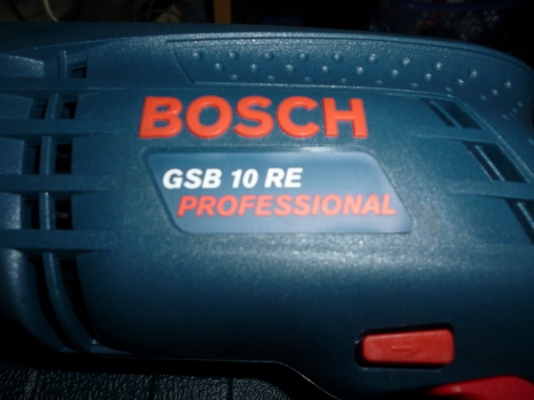 BOSCH
GSB 10 RE
PROFESSIONAL